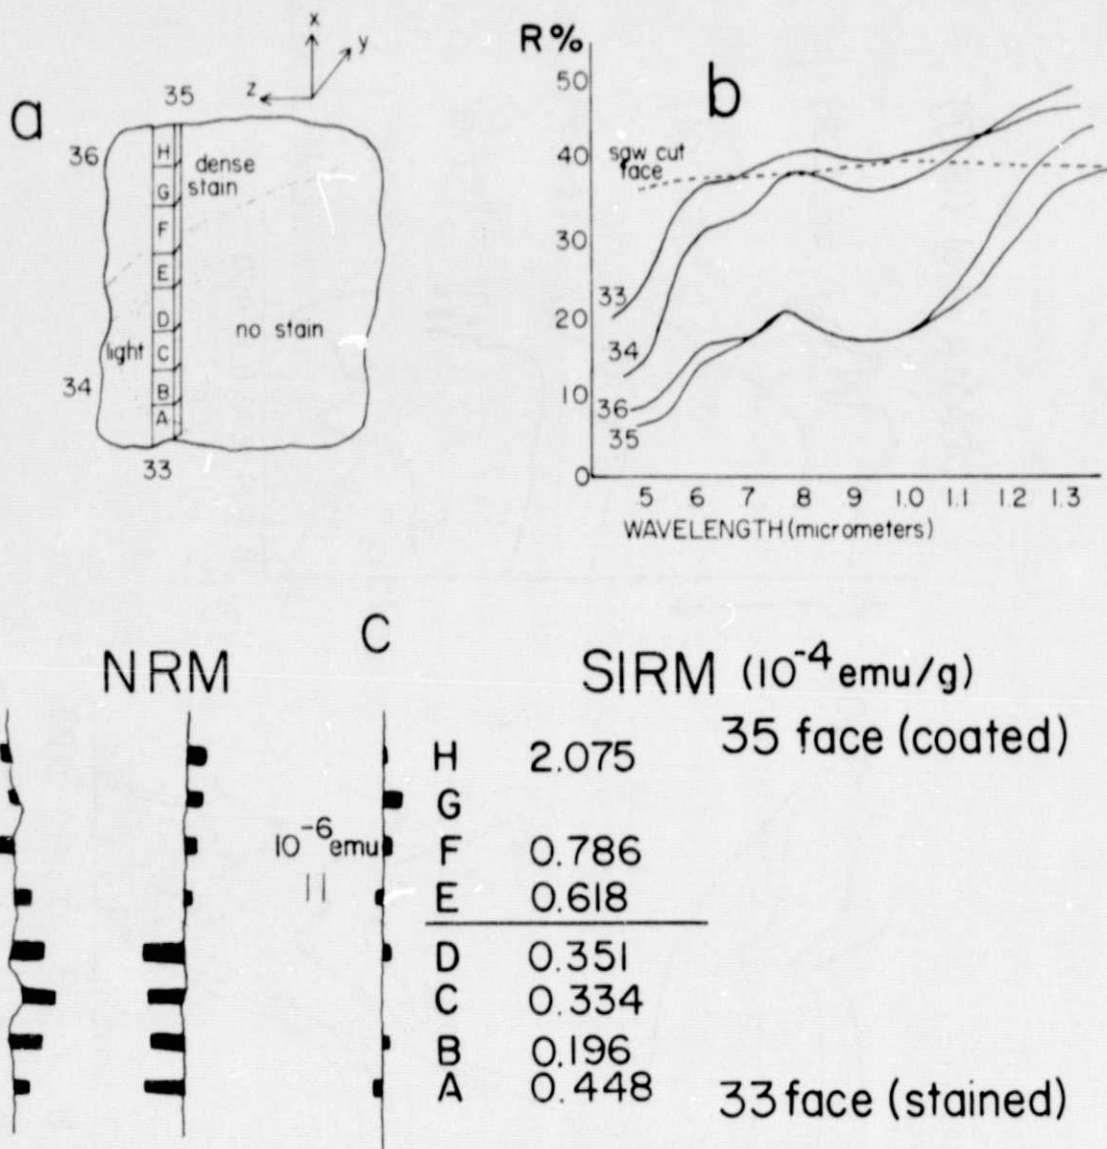 a
x
y
z
35
36
H
dense
G
stain
F
E
D
no stain
light
C
34
B
A
33
R%
b
50
40
30
20
10
0
saw cut
face
33
34
36
35
.5 .6 .7 .8 .9 1.0 1.1 1.2 1.3
WAVELENGTH (micrometers)
C
NRM
SIRM (10⁻⁴ emu/g)
35 face (coated)
H 2.075
G
10⁻⁶ emu
F 0.786
E 0.618
D 0.351
C 0.334
B 0.196
A 0.448
33 face (stained)